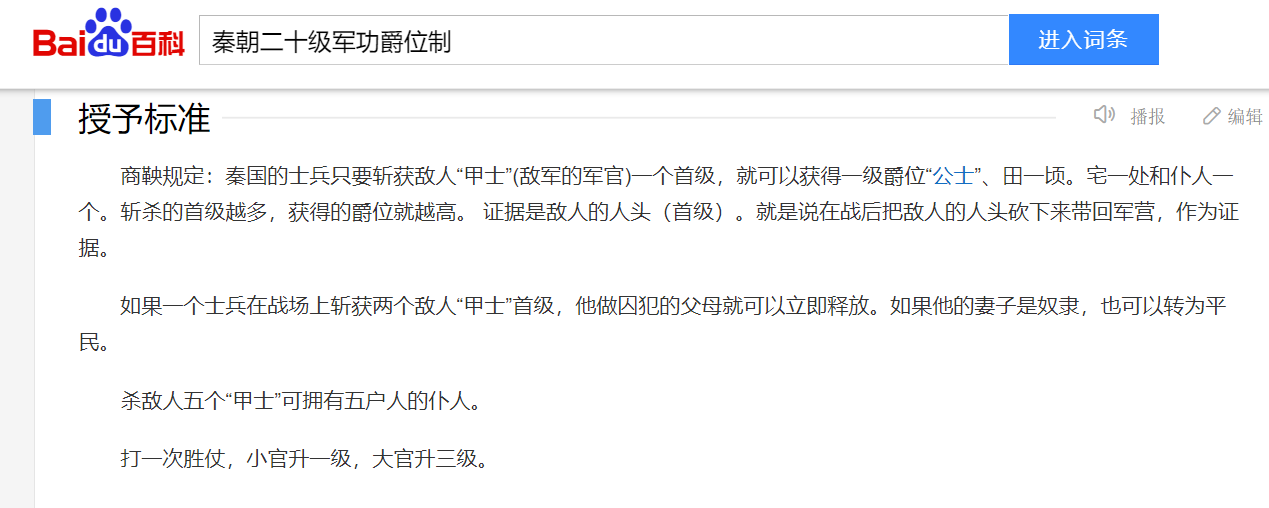 Bai du 百科
秦朝二十级军功爵位制
进入词条
授予标准
播报
编辑
商鞅规定：秦国的士兵只要斩获敌人“甲士”(敌军的军官)一个首级，就可以获得一级爵位“公士”、田一顷。宅一处和仆人一
个。斩杀的首级越多，获得的爵位就越高。 证据是敌人的人头（首级）。就是说在战后把敌人的人头砍下来带回军营，作为证
据。
如果一个士兵在战场上斩获两个敌人“甲士”首级，他做囚犯的父母就可以立即释放。如果他的妻子是奴隶，也可以转为平
民。
杀敌人五个“甲士”可拥有五户人的仆人。
打一次胜仗，小官升一级，大官升三级。